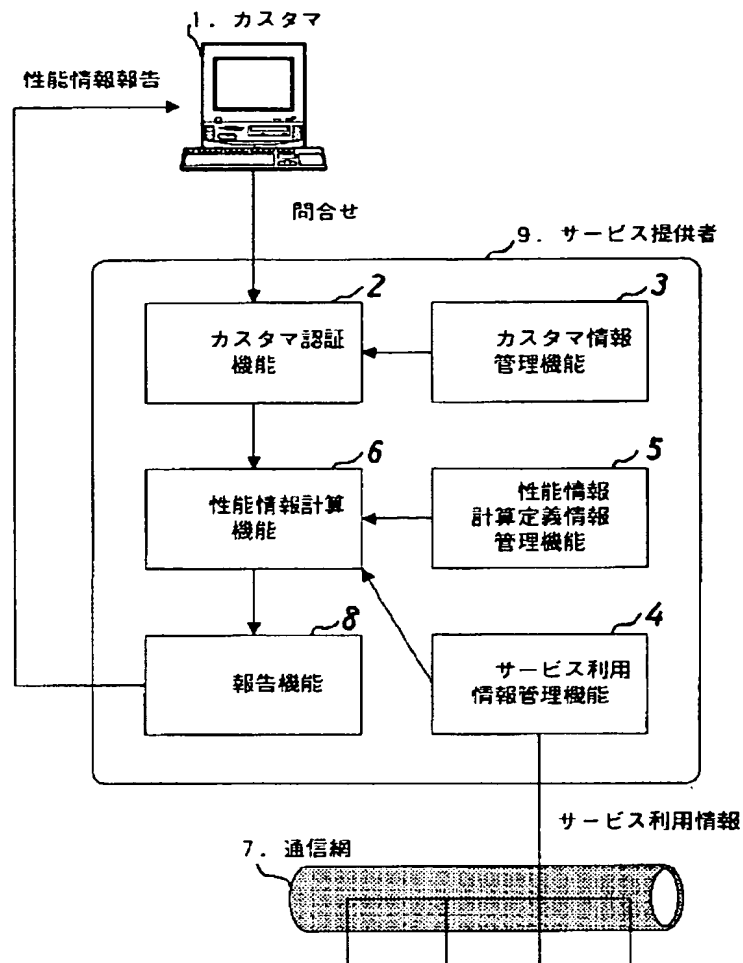 1. カスタマ
性能情報報告
問合せ
9. サービス提供者
2
カスタマ認証
機能
3
カスタマ情報
管理機能
6
性能情報計算
機能
5
性能情報
計算定義情報
管理機能
8
報告機能
4
サービス利用
情報管理機能
サービス利用情報
7. 通信網